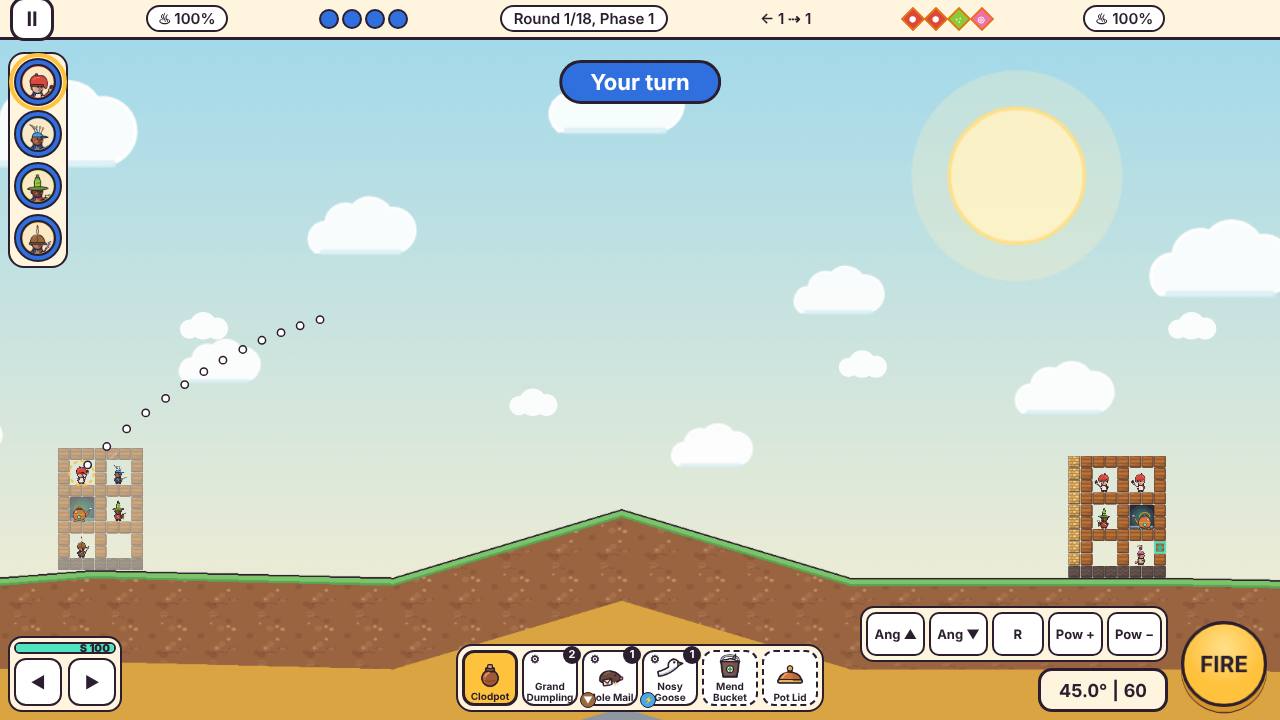 100%
Round 1/18, Phase 1
← 1 ⇢ 1
100%
Your turn
S 100
2
1
1
Clodpot
Grand Dumpling
ole Mail
Nosy Goose
Mend Bucket
Pot Lid
Ang ▲
Ang ▼
R
Pow +
Pow −
45.0° | 60
FIRE